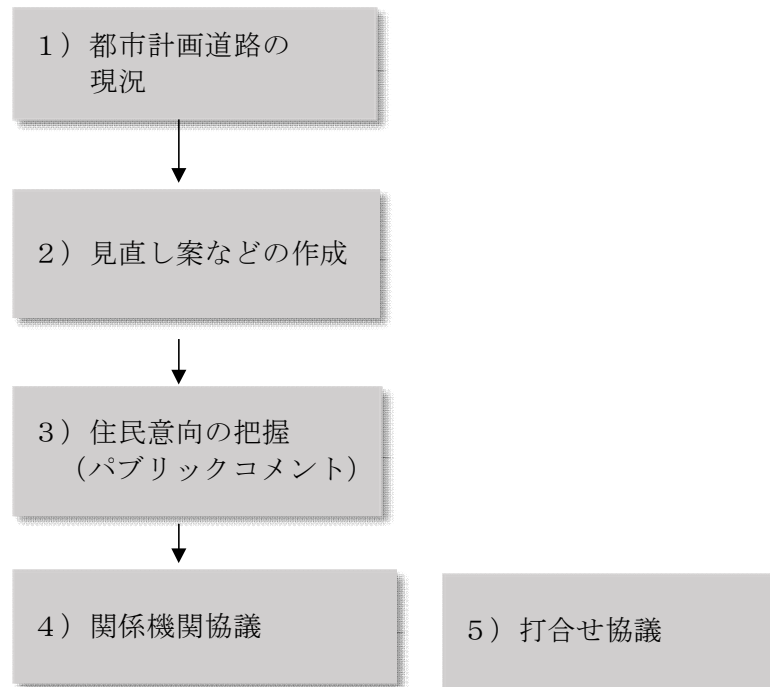 １）都市計画道路の
現況
２）見直し案などの作成
３）住民意向の把握
（パブリックコメント）
４）関係機関協議
５）打合せ協議